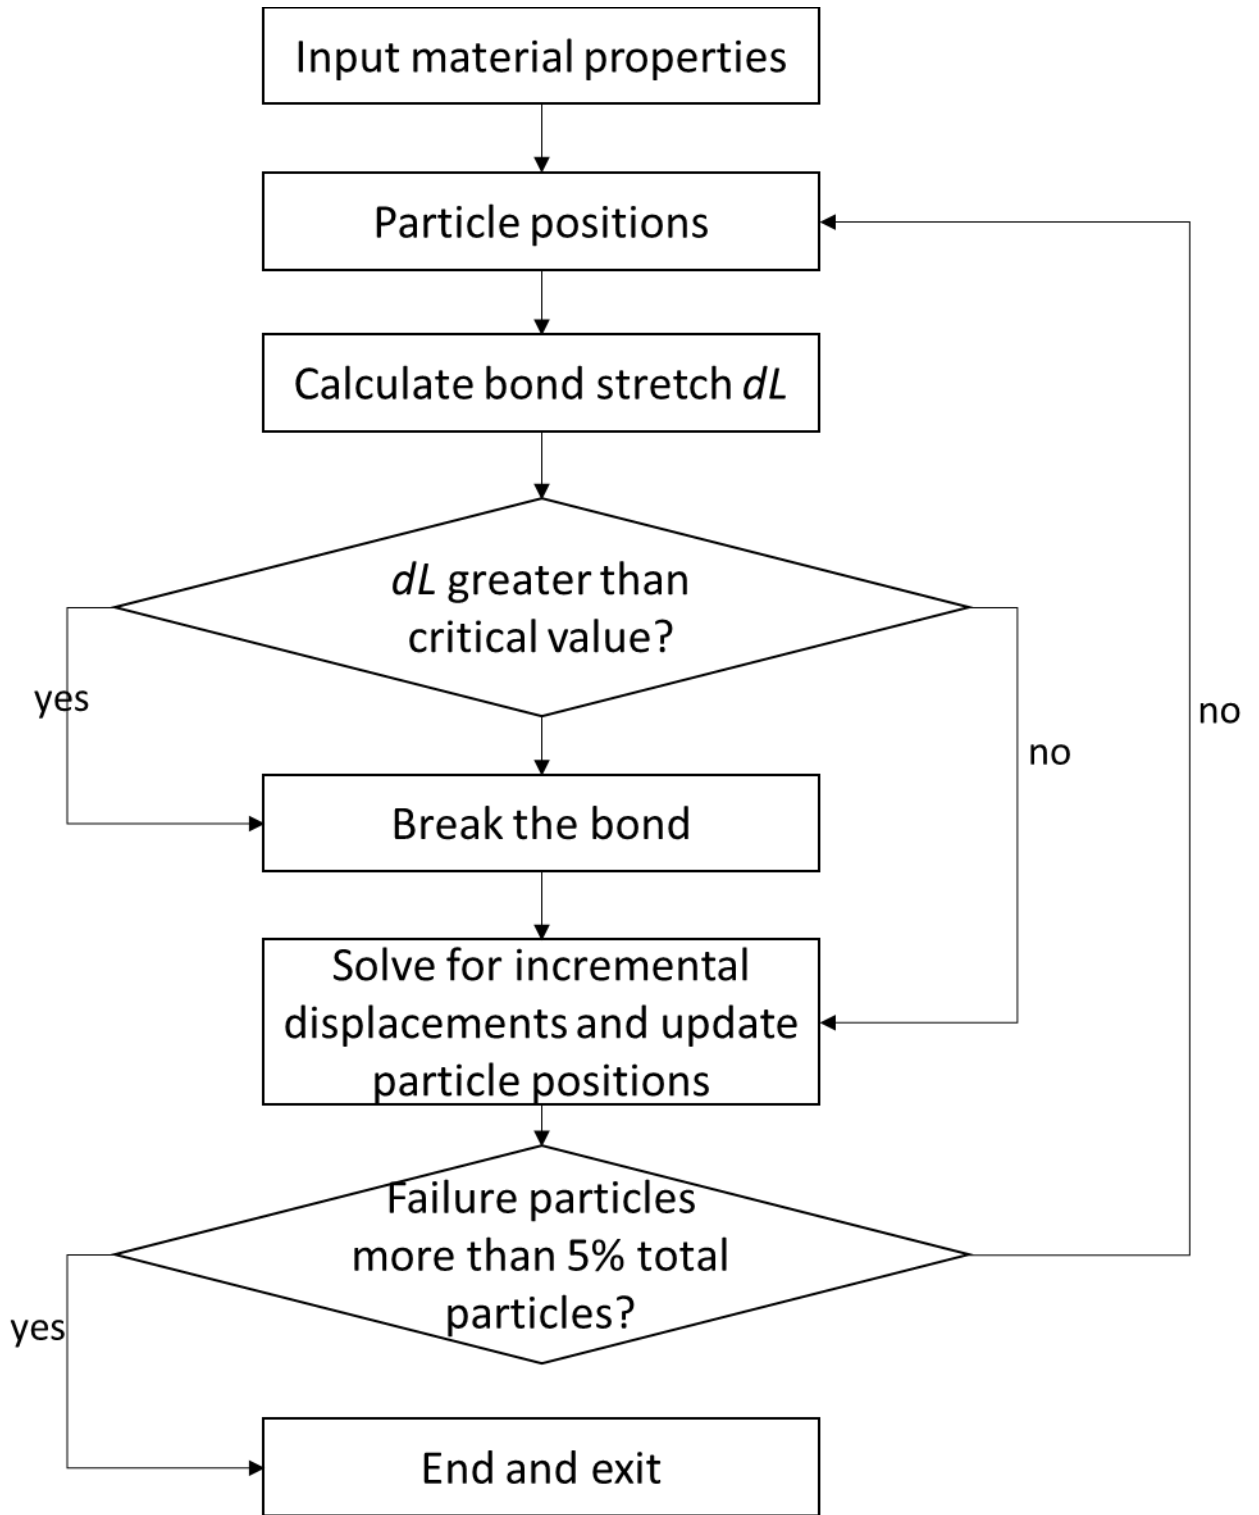 Input material properties
Particle positions
Calculate bond stretch dL
dL greater than
critical value?
yes
no
no
Break the bond
Solve for incremental
displacements and update
particle positions
Failure particles
more than 5% total
particles?
yes
End and exit